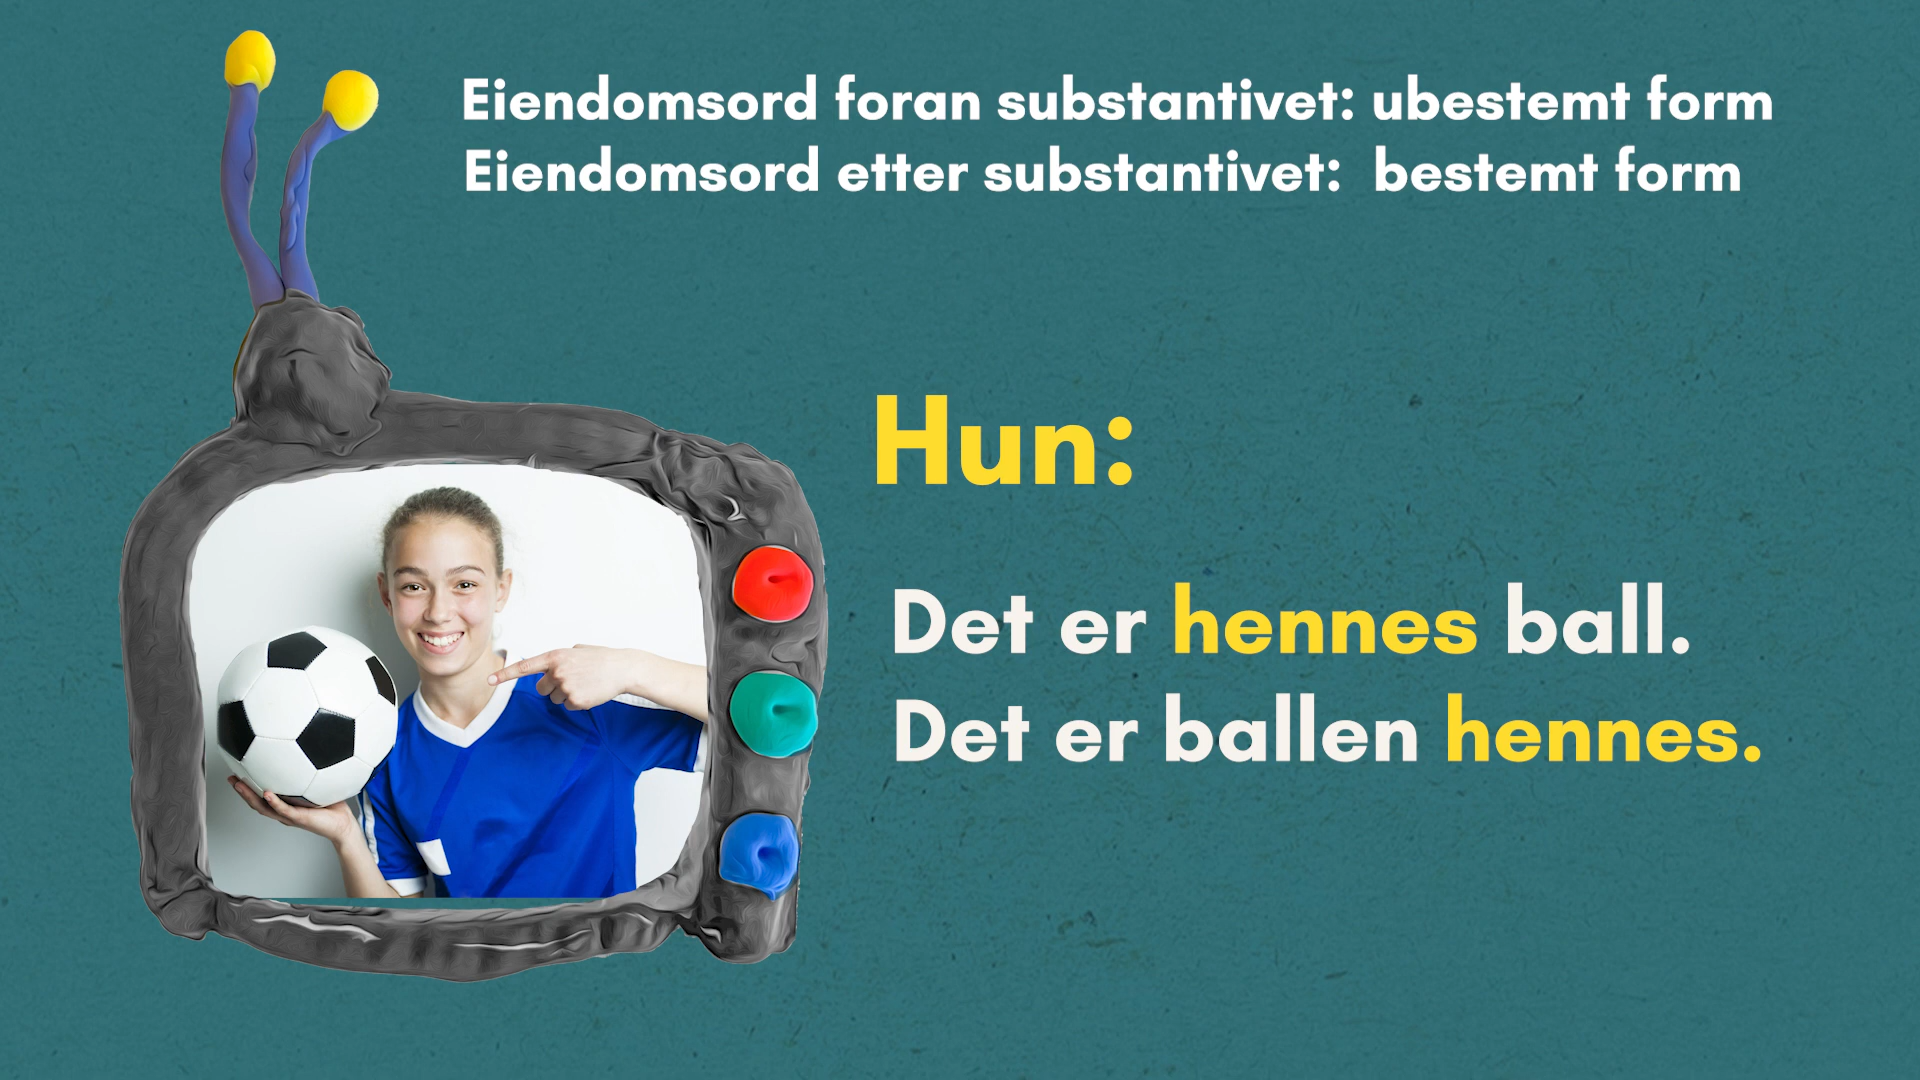 Eiendomsord foran substantivet: ubestemt form
Eiendomsord etter substantivet: bestemt form
Hun:
Det er hennes ball.
Det er ballen hennes.